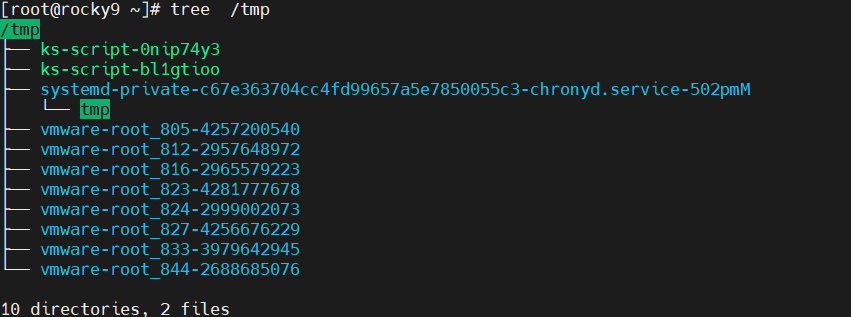 [root@rocky9 ~]# tree  /tmp
/tmp
├── ks-script-0nip74y3
├── ks-script-bl1gtioo
├── systemd-private-c67e363704cc4fd99657a5e7850055c3-chronyd.service-502pmM
│   └── tmp
├── vmware-root_805-4257200540
├── vmware-root_812-2957648972
├── vmware-root_816-2965579223
├── vmware-root_823-4281777678
├── vmware-root_824-2999002073
├── vmware-root_827-4256676229
├── vmware-root_833-3979642945
└── vmware-root_844-2688685076

10 directories, 2 files